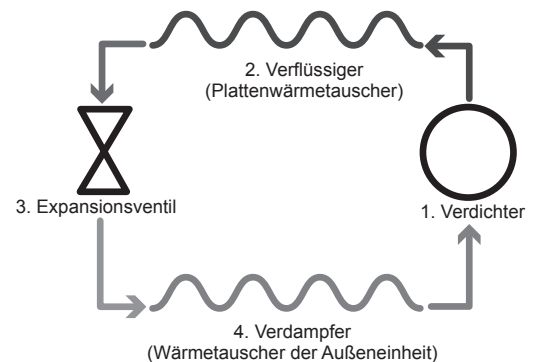 2. Verflüssiger
(Plattenwärmetauscher)
3. Expansionsventil
1. Verdichter
4. Verdampfer
(Wärmetauscher der Außeneinheit)